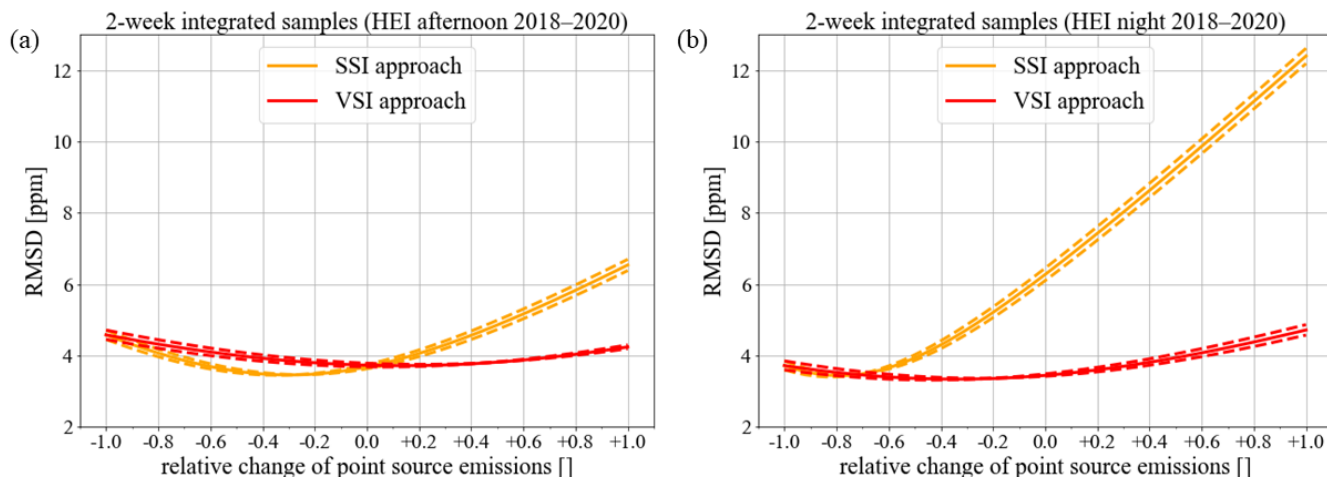 (a)
2-week integrated samples (HEI afternoon 2018–2020)
SSI approach
VSI approach
12
10
8
6
4
2
RMSD [ppm]
-1.0 -0.8 -0.6 -0.4 -0.2 0.0 +0.2 +0.4 +0.6 +0.8 +1.0
relative change of point source emissions []
(b)
2-week integrated samples (HEI night 2018–2020)
SSI approach
VSI approach
12
10
8
6
4
2
RMSD [ppm]
-1.0 -0.8 -0.6 -0.4 -0.2 0.0 +0.2 +0.4 +0.6 +0.8 +1.0
relative change of point source emissions []